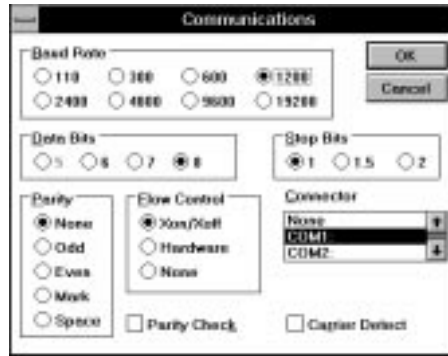 Communications
Baud Rate
110 300 600 1200
2400 4800 9600 19200
OK
Cancel
Data Bits
5 6 7 8
Stop Bits
1 1.5 2
Parity
None
Odd
Even
Mark
Space
Flow Control
Xon/Xoff
Hardware
None
Connector
None
COM1:
COM2:
Parity Check
Carrier Detect